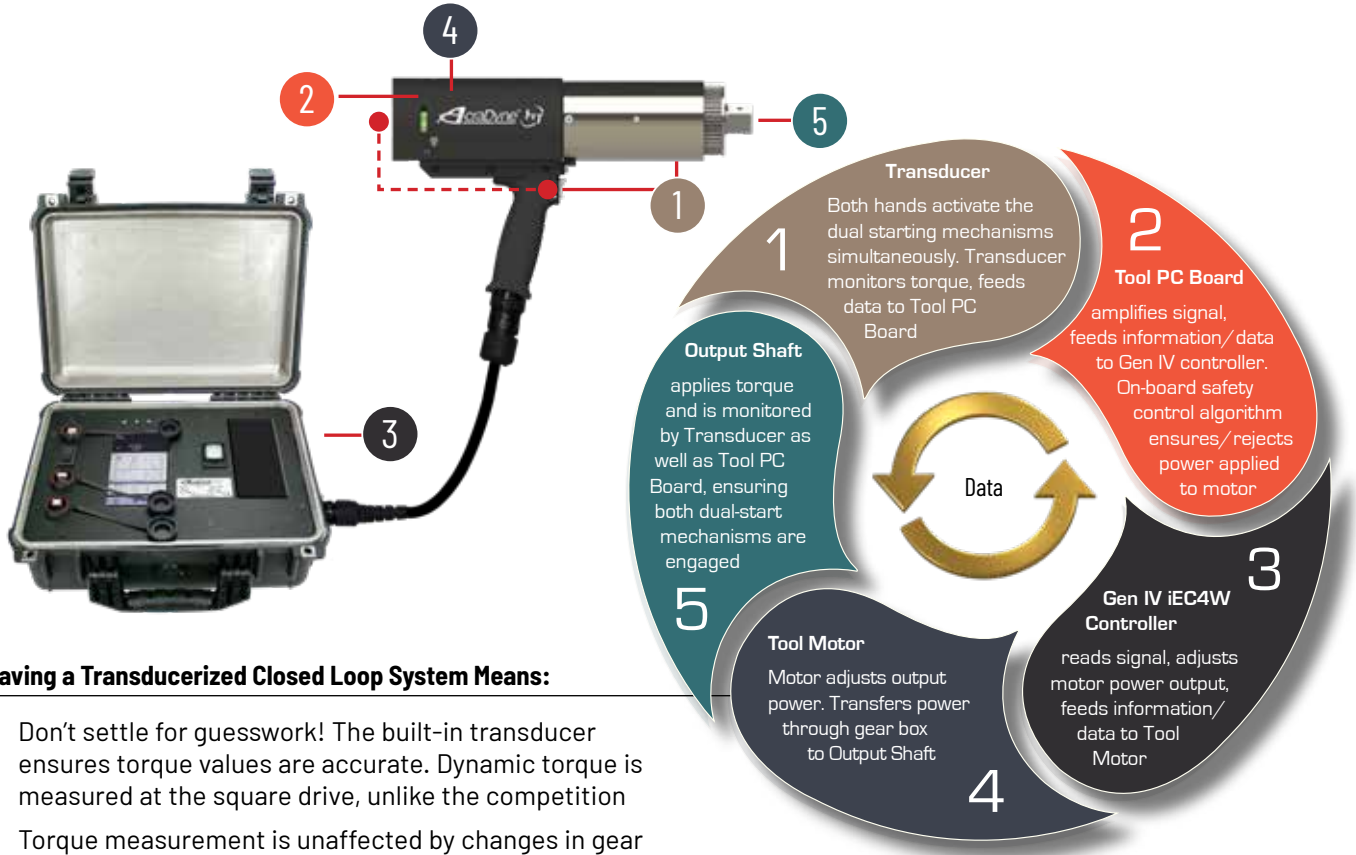 4
2
5
1
3
AcraDyne
Transducer
Both hands activate the
dual starting mechanisms
simultaneously. Transducer
monitors torque, feeds
data to Tool PC
Board
1
2
Tool PC Board
amplifies signal,
feeds information/data
to Gen IV controller.
On-board safety
control algorithm
ensures/rejects
power applied
to motor
3
Gen IV iEC4W
Controller
reads signal, adjusts
motor power output,
feeds information/
data to Tool
Motor
Tool Motor
Motor adjusts output
power. Transfers power
through gear box
to Output Shaft
4
Output Shaft
applies torque
and is monitored
by Transducer as
well as Tool PC
Board, ensuring
both dual-start
mechanisms are
engaged
5
Data
aving a Transducerized Closed Loop System Means:
Don't settle for guesswork! The built-in transducer
ensures torque values are accurate. Dynamic torque is
measured at the square drive, unlike the competition
Torque measurement is unaffected by changes in gear